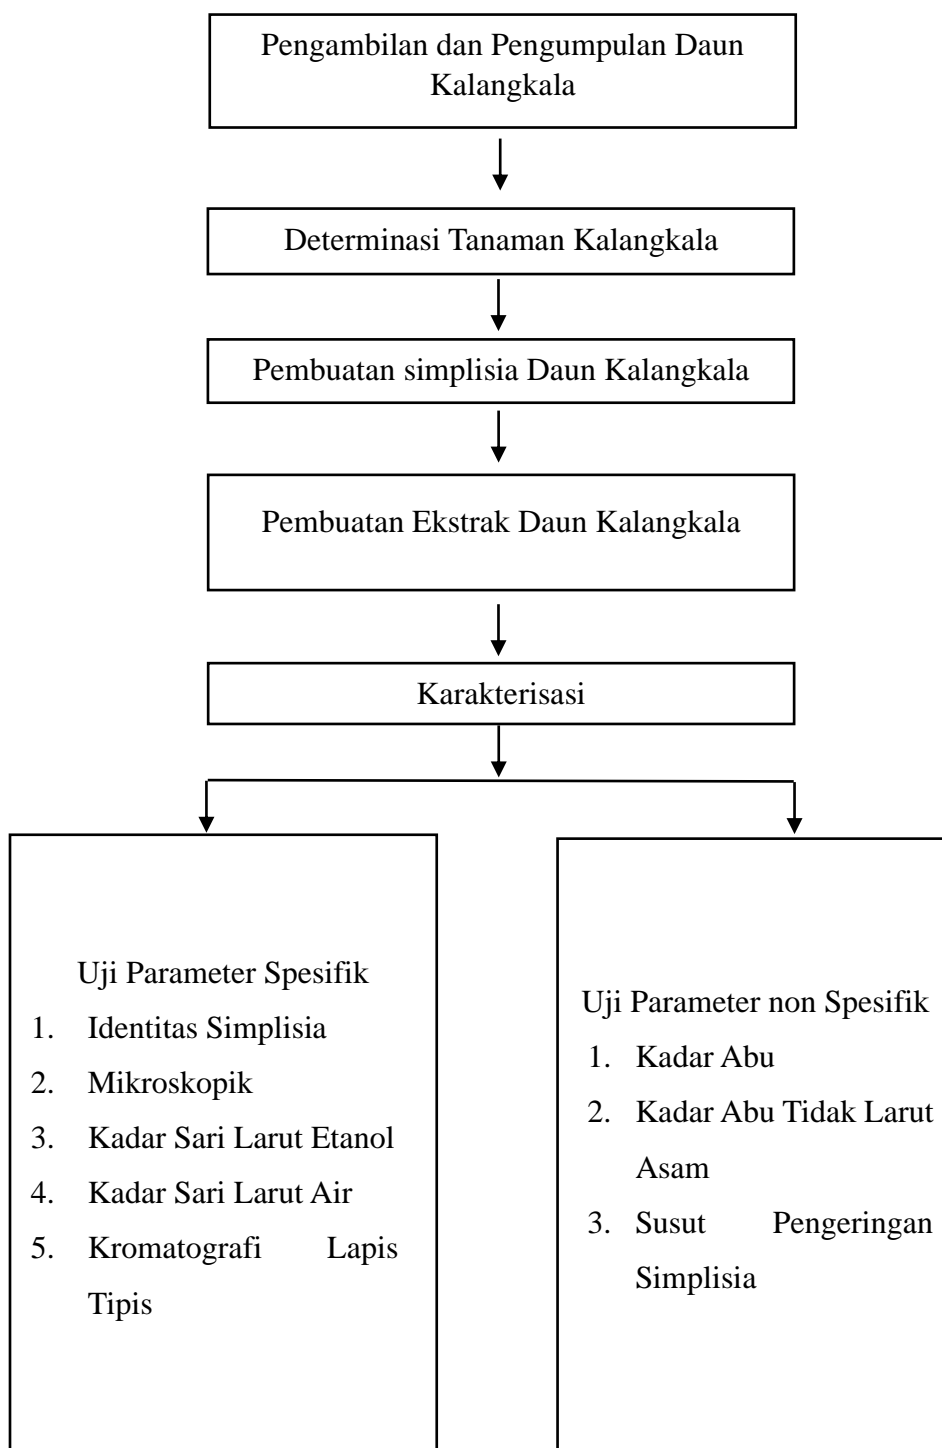 Pengambilan dan Pengumpulan Daun
Kalangkala
Determinasi Tanaman Kalangkala
Pembuatan simplisia Daun Kalangkala
Pembuatan Ekstrak Daun Kalangkala
Karakterisasi
Uji Parameter Spesifik
1. Identitas Simplisia
2. Mikroskopik
3. Kadar Sari Larut Etanol
4. Kadar Sari Larut Air
5. Kromatografi Lapis
Tipis
Uji Parameter non Spesifik
1. Kadar Abu
2. Kadar Abu Tidak Larut
Asam
3. Susut Pengeringan
Simplisia